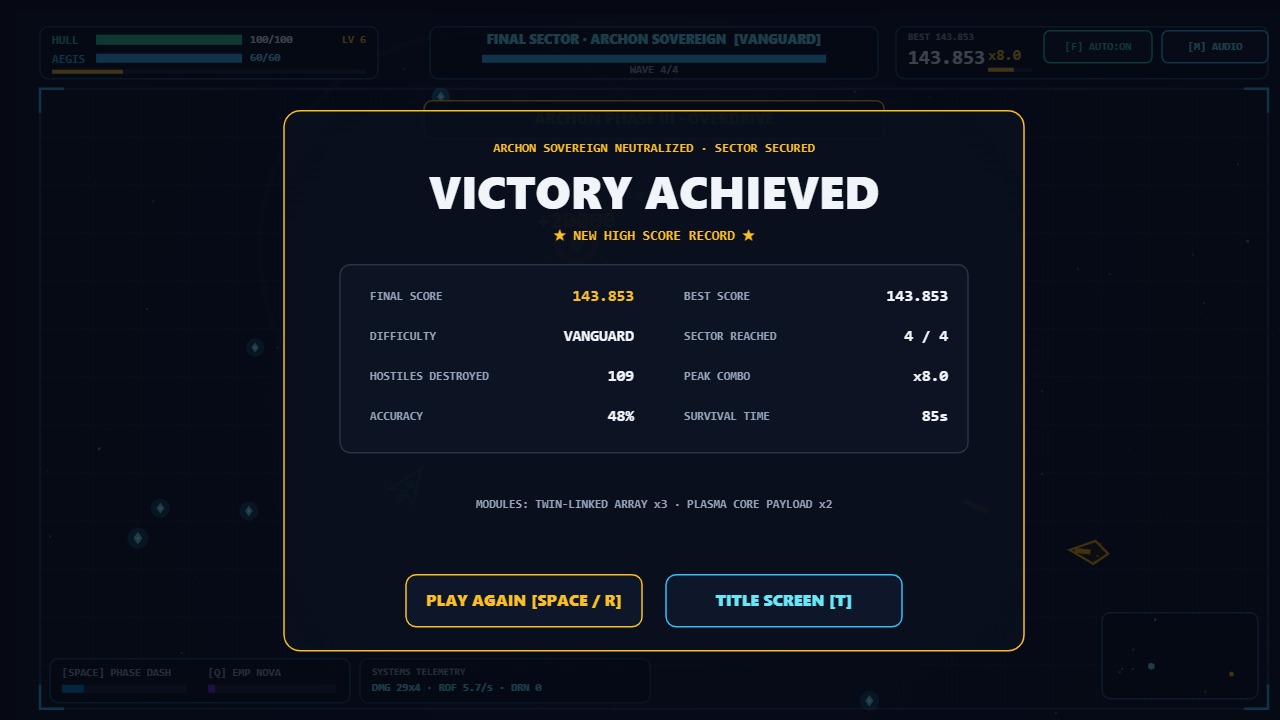 HULL 100/100 LV 6
AEGIS 60/60
FINAL SECTOR · ARCHON SOVEREIGN [VANGUARD]
WAVE 4/4
BEST 143.853
143.853 x8.0
[F] AUTO:ON
[M] AUDIO
ARCHON PHASE III · OVERDRIVE
ARCHON SOVEREIGN NEUTRALIZED · SECTOR SECURED
VICTORY ACHIEVED
★ NEW HIGH SCORE RECORD ★
FINAL SCORE 143.853 BEST SCORE 143.853
DIFFICULTY VANGUARD SECTOR REACHED 4 / 4
HOSTILES DESTROYED 109 PEAK COMBO x8.0
ACCURACY 48% SURVIVAL TIME 85s
MODULES: TWIN-LINKED ARRAY x3 · PLASMA CORE PAYLOAD x2
PLAY AGAIN [SPACE / R]
TITLE SCREEN [T]
[SPACE] PHASE DASH [Q] EMP NOVA
SYSTEMS TELEMETRY
DMG 29x4 · ROF 5.7/s · DRN 0